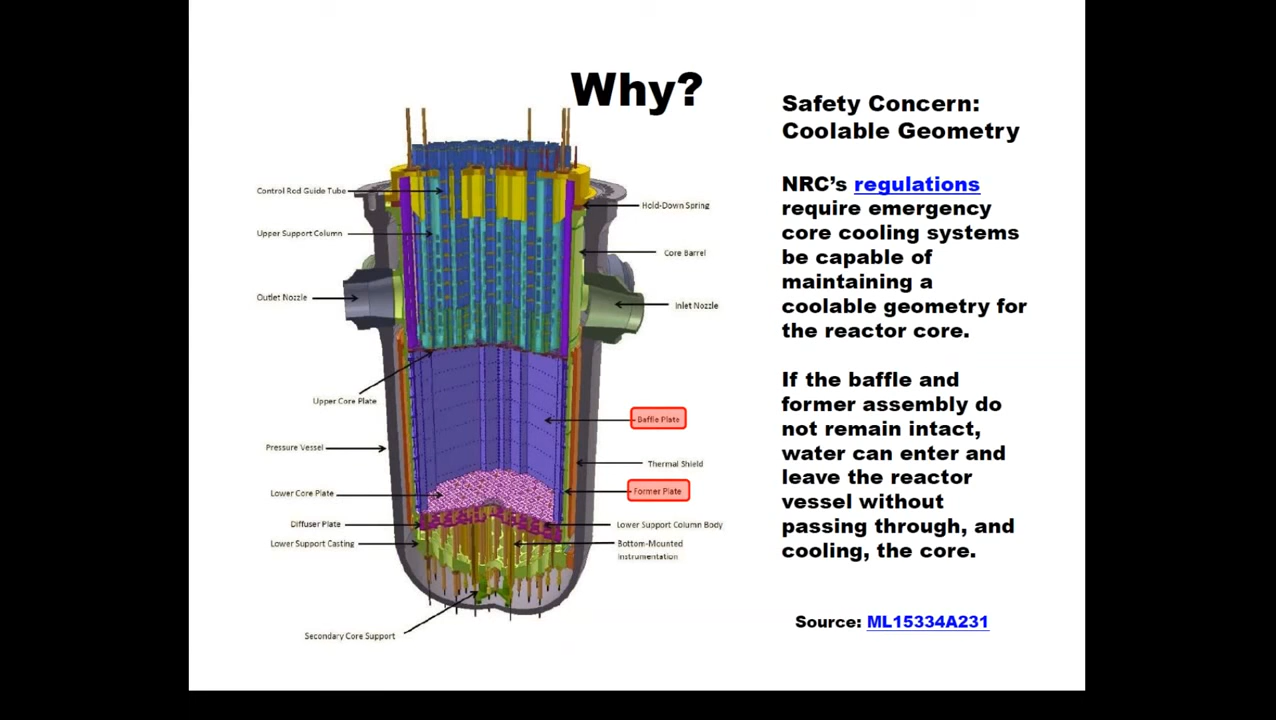 Why?
Safety Concern:
Coolable Geometry
NRC's regulations
require emergency
core cooling systems
be capable of
maintaining a
coolable geometry for
the reactor core.
If the baffle and
former assembly do
not remain intact,
water can enter and
leave the reactor
vessel without
passing through, and
cooling, the core.
Source: ML15334A231
Control Rod Guide Tube
Upper Support Column
Outlet Nozzle
Upper Core Plate
Pressure Vessel
Lower Core Plate
Diffuser Plate
Lower Support Casting
Secondary Core Support
Hold-Down Spring
Core Barrel
Inlet Nozzle
Baffle Plate
Thermal Shield
Former Plate
Lower Support Column Body
Bottom-Mounted
Instrumentation